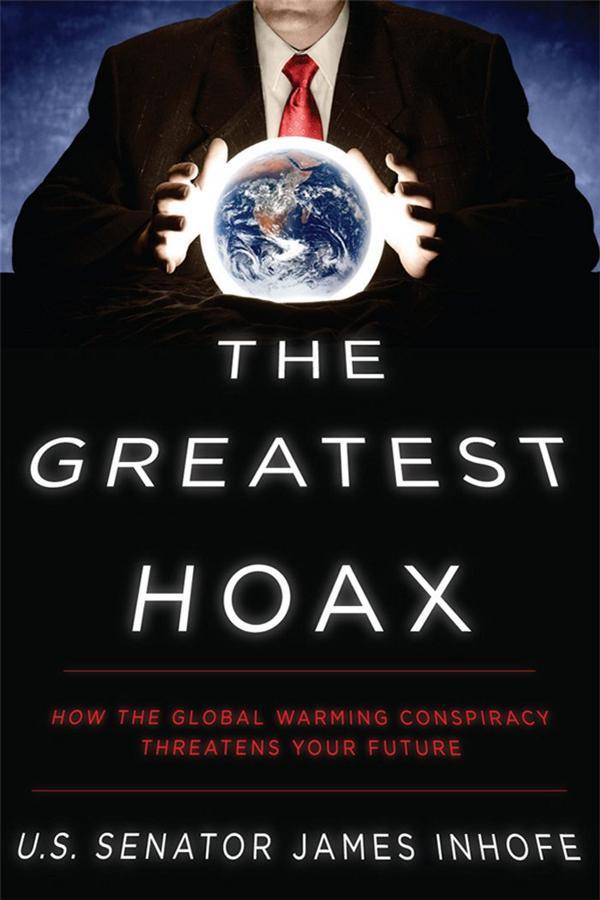 THE
GREATEST
HOAX
HOW THE GLOBAL WARMING CONSPIRACY
THREATENS YOUR FUTURE
U.S. SENATOR JAMES INHOFE